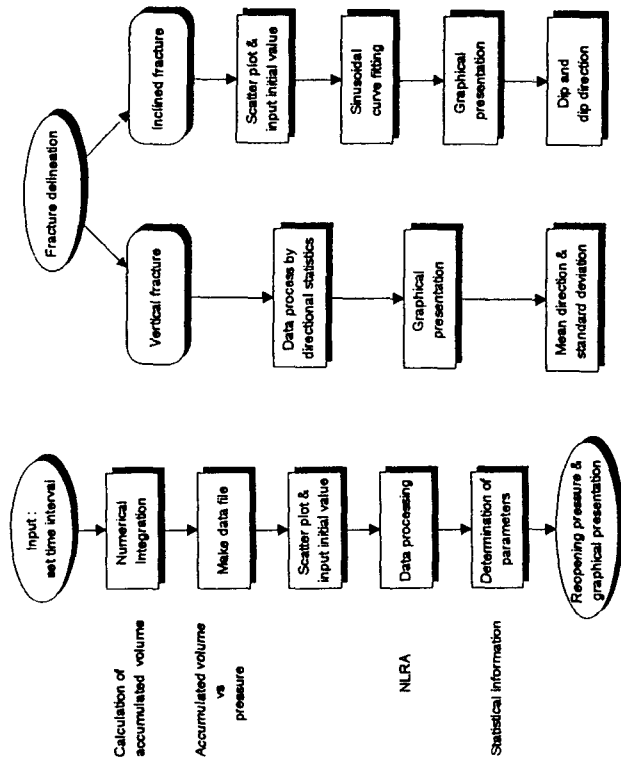 Input :
set time interval
Calculation of
accumulated volume
Numerical
Integration
Accumulated volume
vs
pressure
Make data file
Scatter plot &
input initial value
NLRA
Data processing
Statistical information
Determination of
parameters
Reopening pressure &
graphical presentation
Fracture delineation
Vertical fracture
Data process by
directional statistics
Graphical
presentation
Mean direction &
standard deviation
Inclined fracture
Scatter plot &
input initial value
Sinusoidal
curve fitting
Graphical
presentation
Dip and
dip direction